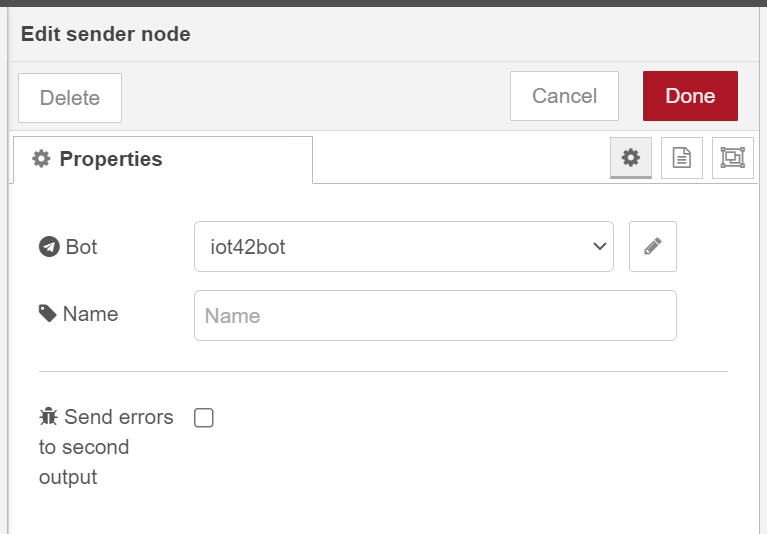 Edit sender node
Delete
Cancel
Done
Properties
Bot
iot42bot
Name
Name
Send errors
to second
output